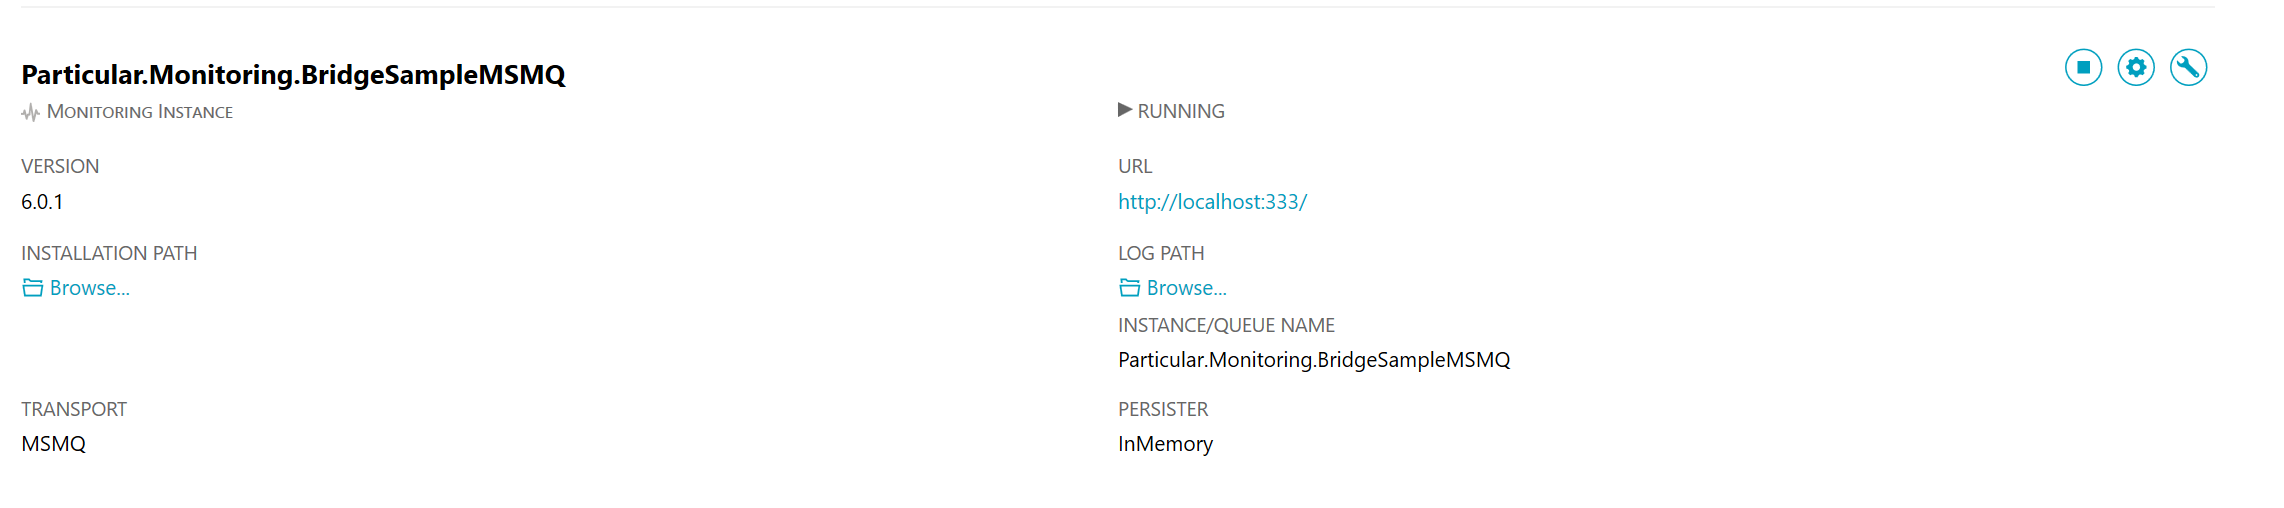 Particular.Monitoring.BridgeSampleMSMQ
Monitoring Instance
RUNNING
VERSION
6.0.1
URL
http://localhost:333/
INSTALLATION PATH
Browse...
LOG PATH
Browse...
INSTANCE/QUEUE NAME
Particular.Monitoring.BridgeSampleMSMQ
TRANSPORT
MSMQ
PERSISTER
InMemory